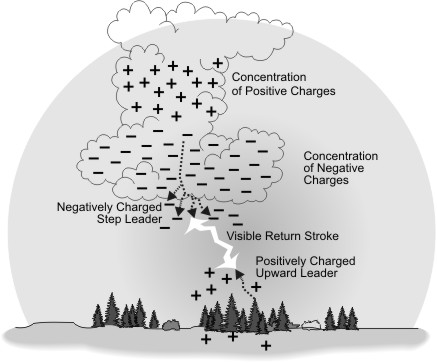 Concentration
of Positive Charges
Concentration
of Negative
Charges
Negatively Charged
Step Leader
Visible Return Stroke
Positively Charged
Upward Leader